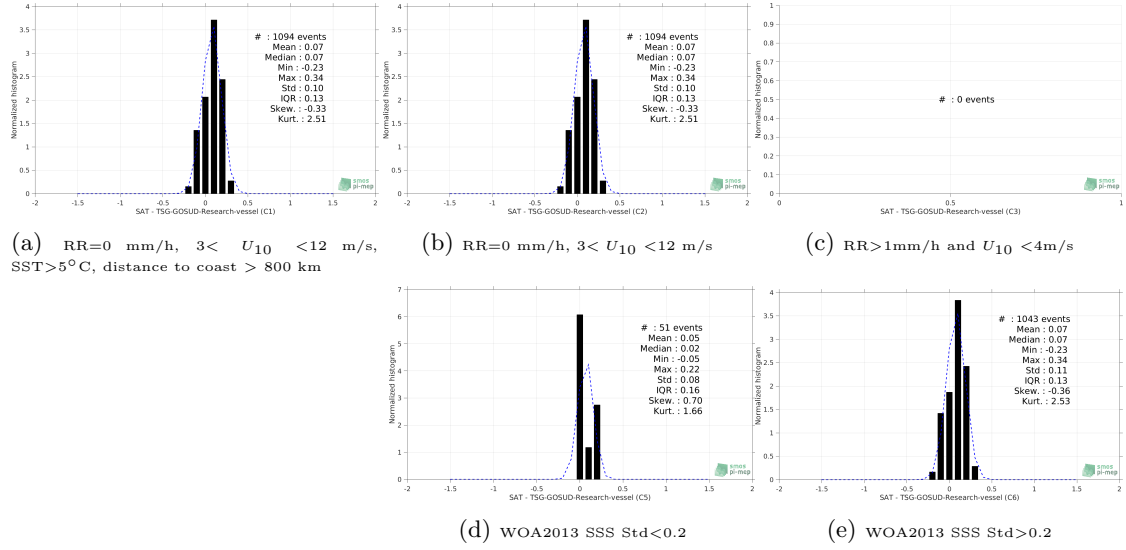 4
3.5
3
2.5
2
1.5
1
0.5
0
-2
-1.5
-1
-0.5
0
0.5
1
1.5
2
Normalized histogram
SAT - TSG-GOSUD-Research-vessel (C1)
# : 1094 events
Mean : 0.07
Median : 0.07
Min : -0.23
Max : 0.34
Std : 0.10
IQR : 0.13
Skew. : -0.33
Kurt. : 2.51
smos
pi-mep
4
3.5
3
2.5
2
1.5
1
0.5
0
-2
-1.5
-1
-0.5
0
0.5
1
1.5
2
Normalized histogram
SAT - TSG-GOSUD-Research-vessel (C2)
# : 1094 events
Mean : 0.07
Median : 0.07
Min : -0.23
Max : 0.34
Std : 0.10
IQR : 0.13
Skew. : -0.33
Kurt. : 2.51
smos
pi-mep
1
0.9
0.8
0.7
0.6
0.5
0.4
0.3
0.2
0.1
0
0
0.5
1
Normalized histogram
SAT - TSG-GOSUD-Research-vessel (C3)
# : 0 events
smos
pi-mep
(a) RR=0 mm/h, 3< U10 <12 m/s,
SST>5°C, distance to coast > 800 km
(b) RR=0 mm/h, 3< U10 <12 m/s
(c) RR>1mm/h and U10 <4m/s
7
6
5
4
3
2
1
0
-2
-1.5
-1
-0.5
0
0.5
1
1.5
2
Normalized histogram
SAT - TSG-GOSUD-Research-vessel (C5)
# : 51 events
Mean : 0.05
Median : 0.02
Min : -0.05
Max : 0.22
Std : 0.08
IQR : 0.16
Skew. : 0.70
Kurt. : 1.66
smos
pi-mep
4
3.5
3
2.5
2
1.5
1
0.5
0
-2
-1.5
-1
-0.5
0
0.5
1
1.5
2
Normalized histogram
SAT - TSG-GOSUD-Research-vessel (C6)
# : 1043 events
Mean : 0.07
Median : 0.07
Min : -0.23
Max : 0.34
Std : 0.11
IQR : 0.13
Skew. : -0.36
Kurt. : 2.53
smos
pi-mep
(d) WOA2013 SSS Std<0.2
(e) WOA2013 SSS Std>0.2